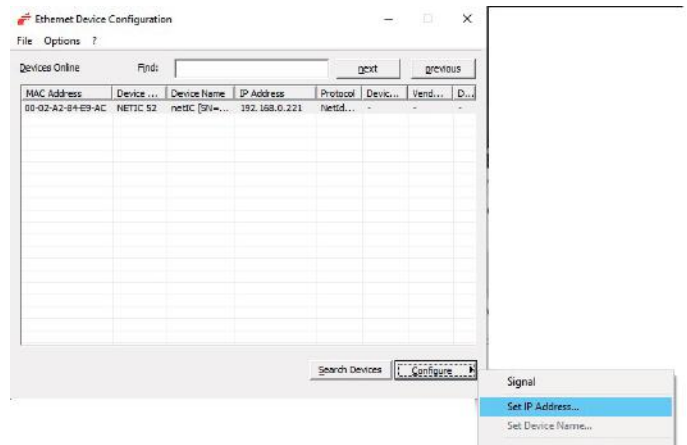 Ethernet Device Configuration
File Options ?
Devices Online Find: next previous
MAC Address Device ... Device Name IP Address Protocol Devic... Vend... D...
00-02-A2-84-E9-AC NETIC 52 netIC [SN=... 192.168.0.221 NetId... - - -
Search Devices Configure
Signal
Set IP Address...
Set Device Name...